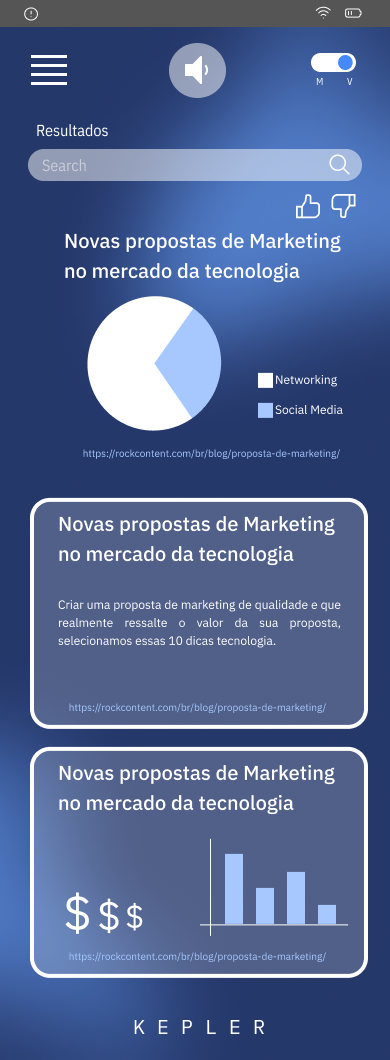 M V
Resultados
Search
Novas propostas de Marketing
no mercado da tecnologia
Networking
Social Media
https://rockcontent.com/br/blog/proposta-de-marketing/
Novas propostas de Marketing
no mercado da tecnologia
Criar uma proposta de marketing de qualidade e que
realmente ressalte o valor da sua proposta,
selecionamos essas 10 dicas tecnologia.
https://rockcontent.com/br/blog/proposta-de-marketing/
Novas propostas de Marketing
no mercado da tecnologia
$ $ $
https://rockcontent.com/br/blog/proposta-de-marketing/
KEPLER